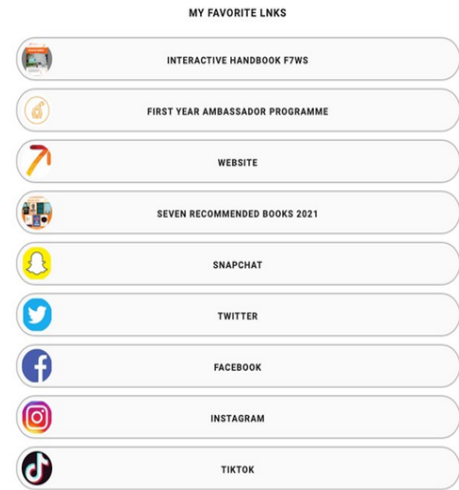 MY FAVORITE LNKS
INTERACTIVE HANDBOOK F7WS
FIRST YEAR AMBASSADOR PROGRAMME
WEBSITE
SEVEN RECOMMENDED BOOKS 2021
SNAPCHAT
TWITTER
FACEBOOK
INSTAGRAM
TIKTOK